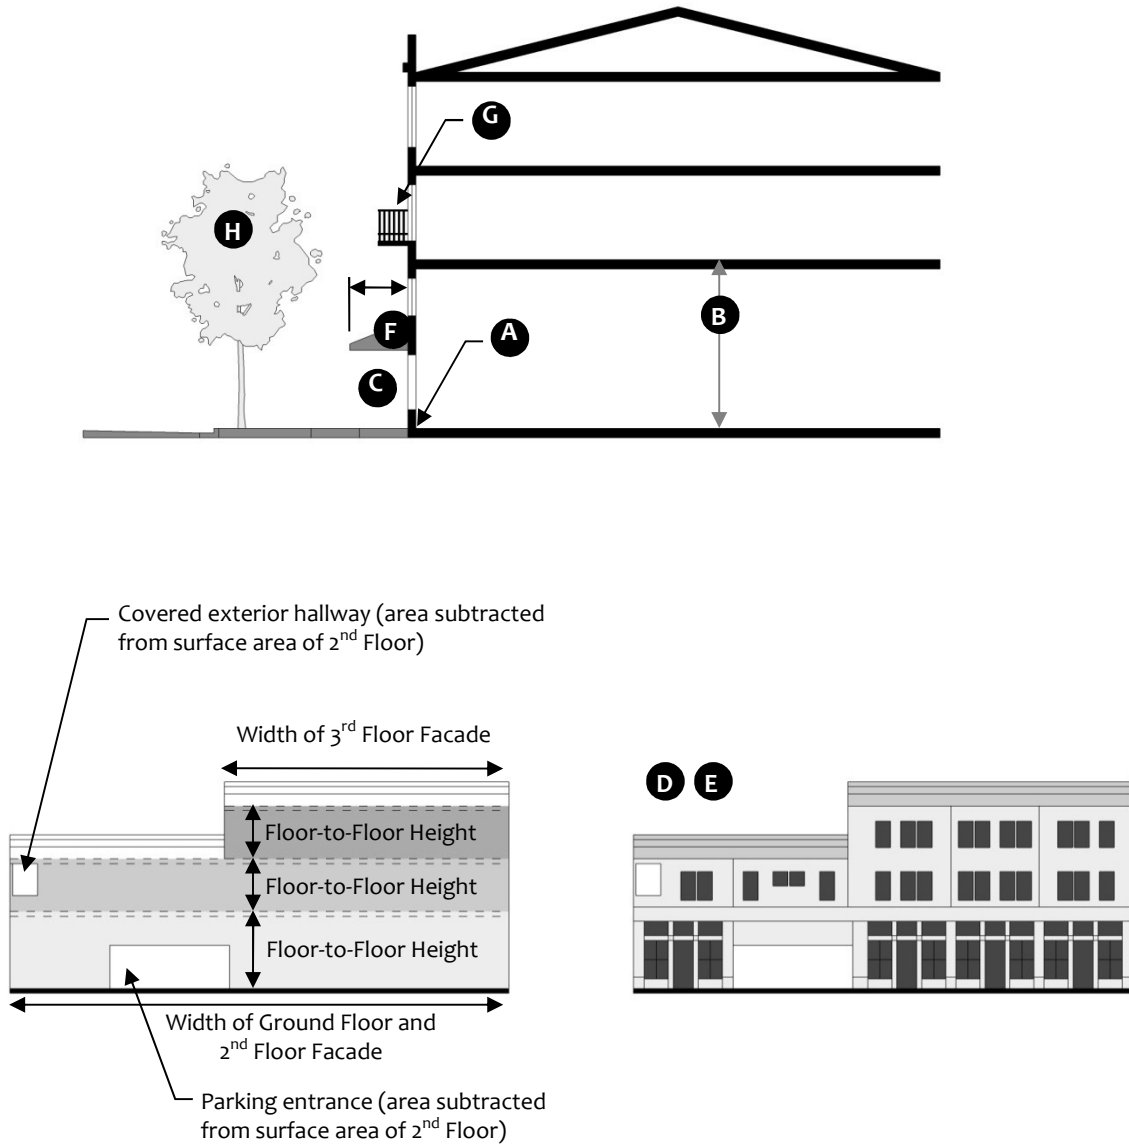 G
H
B
F
A
C
Covered exterior hallway (area subtracted
from surface area of 2nd Floor)
Width of 3rd Floor Facade
D E
Floor-to-Floor Height
Floor-to-Floor Height
Floor-to-Floor Height
Width of Ground Floor and
2nd Floor Facade
Parking entrance (area subtracted
from surface area of 2nd Floor)